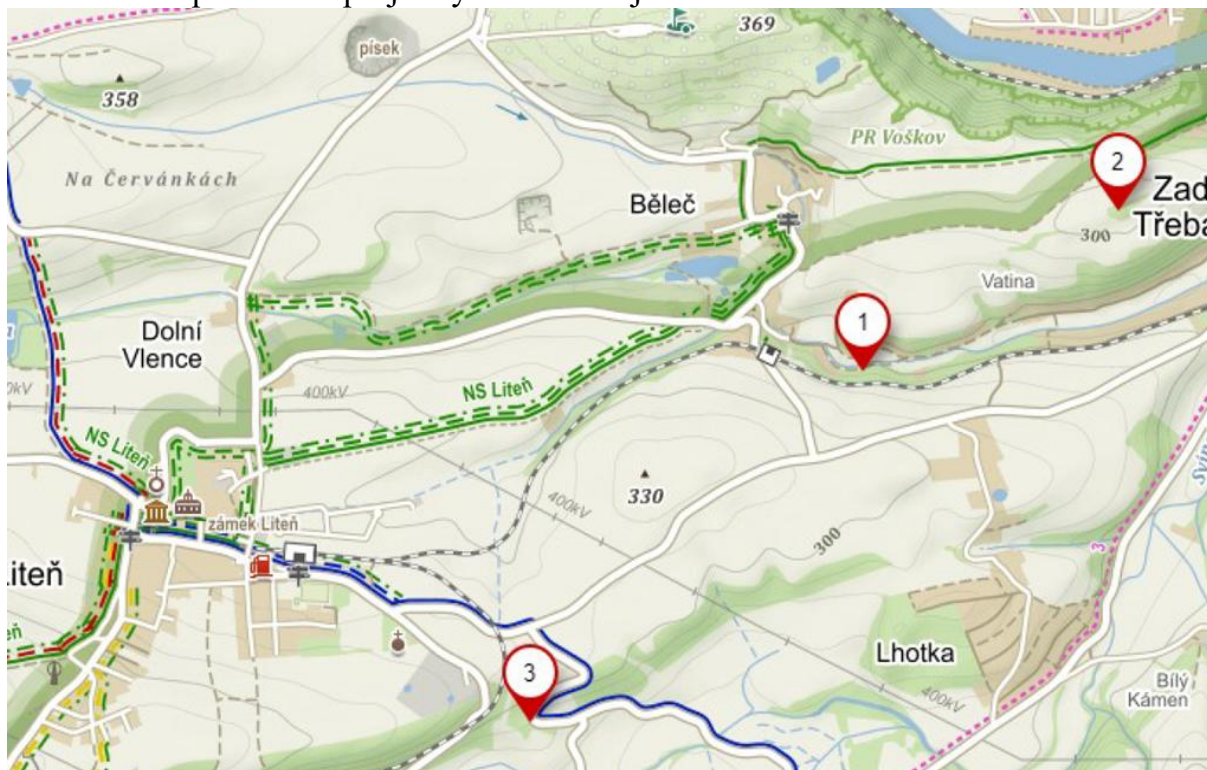 písek
369
358
PR Voškov
2
Na Červánkách
Běleč
Zad
Třeba
300
Vatina
1
Dolní
Vlence
400kV
NS Liteň
NS Liteň
330
400kV
zámek Liteň
300
3
iteň
Lhotka
3
400kV
Bílý
Kámen